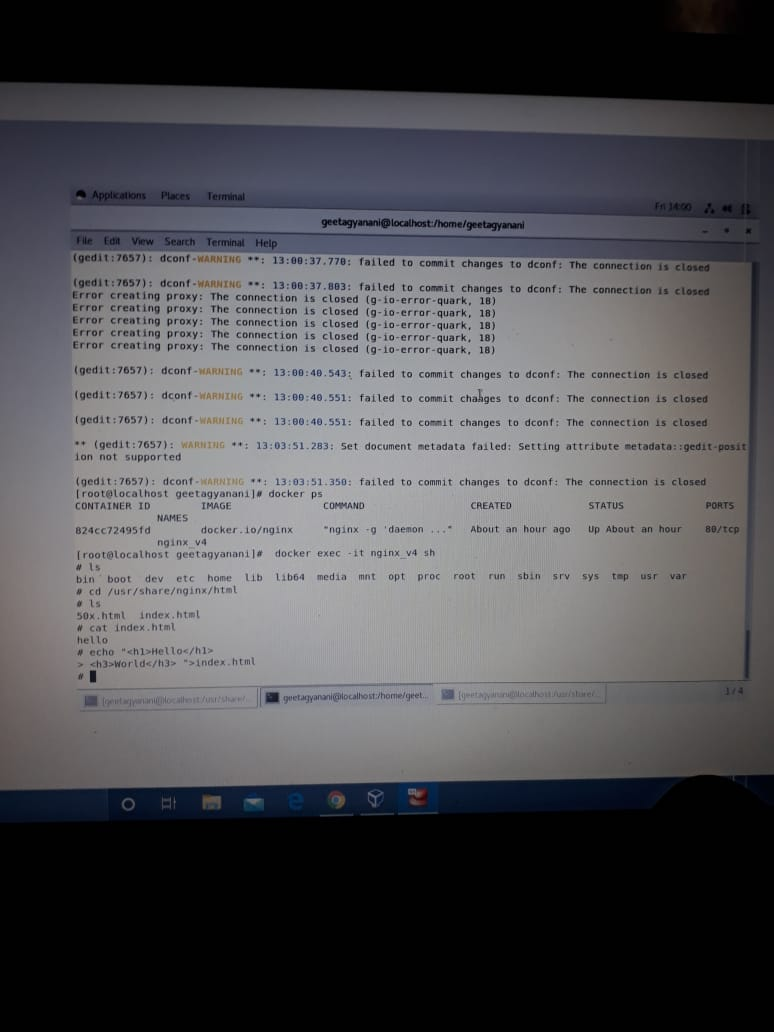 Applications Places Terminal
Fri 14:00
geetagyanani@localhost:/home/geetagyanani
File Edit View Search Terminal Help
(gedit:7657): dconf-WARNING **: 13:00:37.770: failed to commit changes to dconf: The connection is closed
(gedit:7657): dconf-WARNING **: 13:00:37.803: failed to commit changes to dconf: The connection is closed
Error creating proxy: The connection is closed (g-io-error-quark, 18)
Error creating proxy: The connection is closed (g-io-error-quark, 18)
Error creating proxy: The connection is closed (g-io-error-quark, 18)
Error creating proxy: The connection is closed (g-io-error-quark, 18)
Error creating proxy: The connection is closed (g-io-error-quark, 18)
(gedit:7657): dconf-WARNING **: 13:00:40.543: failed to commit changes to dconf: The connection is closed
(gedit:7657): dconf-WARNING **: 13:00:40.551: failed to commit changes to dconf: The connection is closed
(gedit:7657): dconf-WARNING **: 13:00:40.551: failed to commit changes to dconf: The connection is closed
** (gedit:7657): WARNING **: 13:03:51.283: Set document metadata failed: Setting attribute metadata::gedit-posit
ion not supported
(gedit:7657): dconf-WARNING **: 13:03:51.350: failed to commit changes to dconf: The connection is closed
[root@localhost geetagyanani]# docker ps
CONTAINER ID IMAGE COMMAND CREATED STATUS PORTS
NAMES
824cc72495fd docker.io/nginx "nginx -g 'daemon ..." About an hour ago Up About an hour 80/tcp
nginx_v4
[root@localhost geetagyanani]# docker exec -it nginx_v4 sh
# ls
bin boot dev etc home lib lib64 media mnt opt proc root run sbin srv sys tmp usr var
# cd /usr/share/nginx/html
# ls
50x.html index.html
# cat index.html
hello
# echo "<h1>Hello</h1>
> <h3>World</h3> ">index.html
#
[geetagyanani@localhost:/usr/share/... geetagyanani@localhost:/home/geet... [geetagyanani@localhost:/usr/share/... 1 / 4